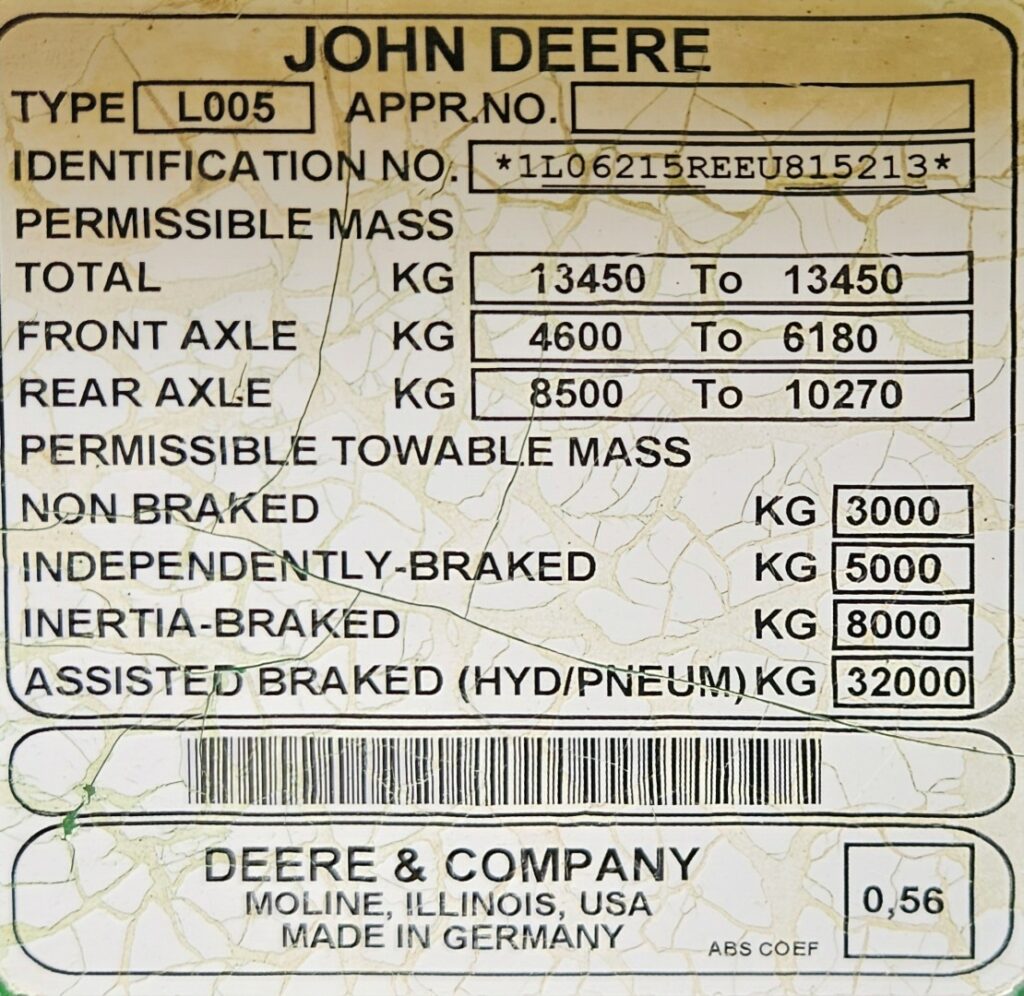 JOHN DEERE
TYPE L005 APPR.NO.
IDENTIFICATION NO. *1L06215REEU815213*
PERMISSIBLE MASS
TOTAL KG 13450 To 13450
FRONT AXLE KG 4600 To 6180
REAR AXLE KG 8500 To 10270
PERMISSIBLE TOWABLE MASS
NON BRAKED KG 3000
INDEPENDENTLY-BRAKED KG 5000
INERTIA-BRAKED KG 8000
ASSISTED BRAKED (HYD/PNEUM) KG 32000
DEERE & COMPANY
MOLINE, ILLINOIS, USA
MADE IN GERMANY
ABS COEF 0,56